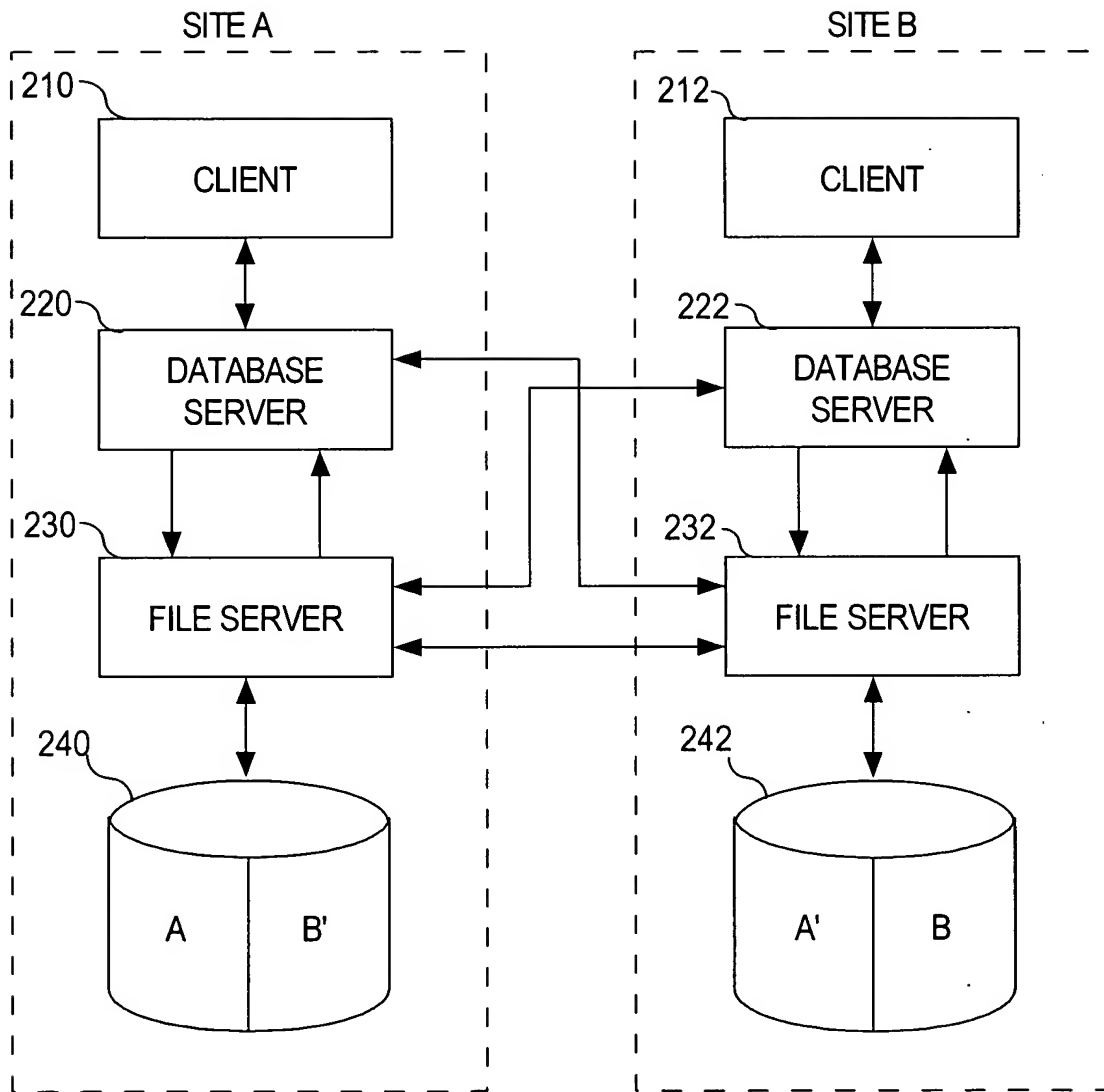 SITE A
SITE B
210
CLIENT
212
CLIENT
220
DATABASE
SERVER
222
DATABASE
SERVER
230
FILE SERVER
232
FILE SERVER
240
A
B'
242
A'
B